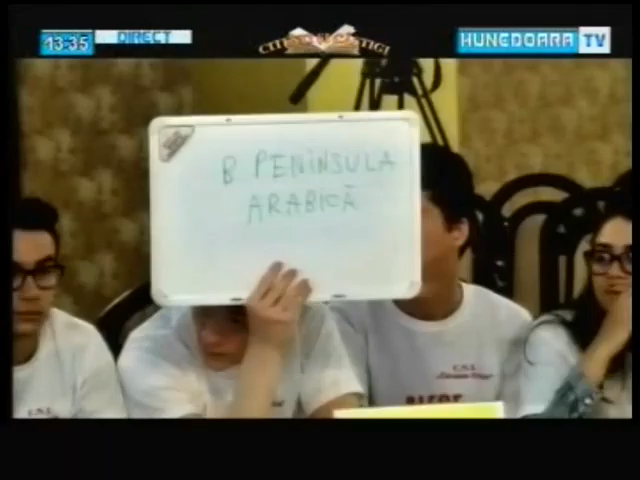 13:35
DIRECT
HUNEDOARA TV
B PENINSULA
ARABICĂ
C.N.I.
C.N.I.